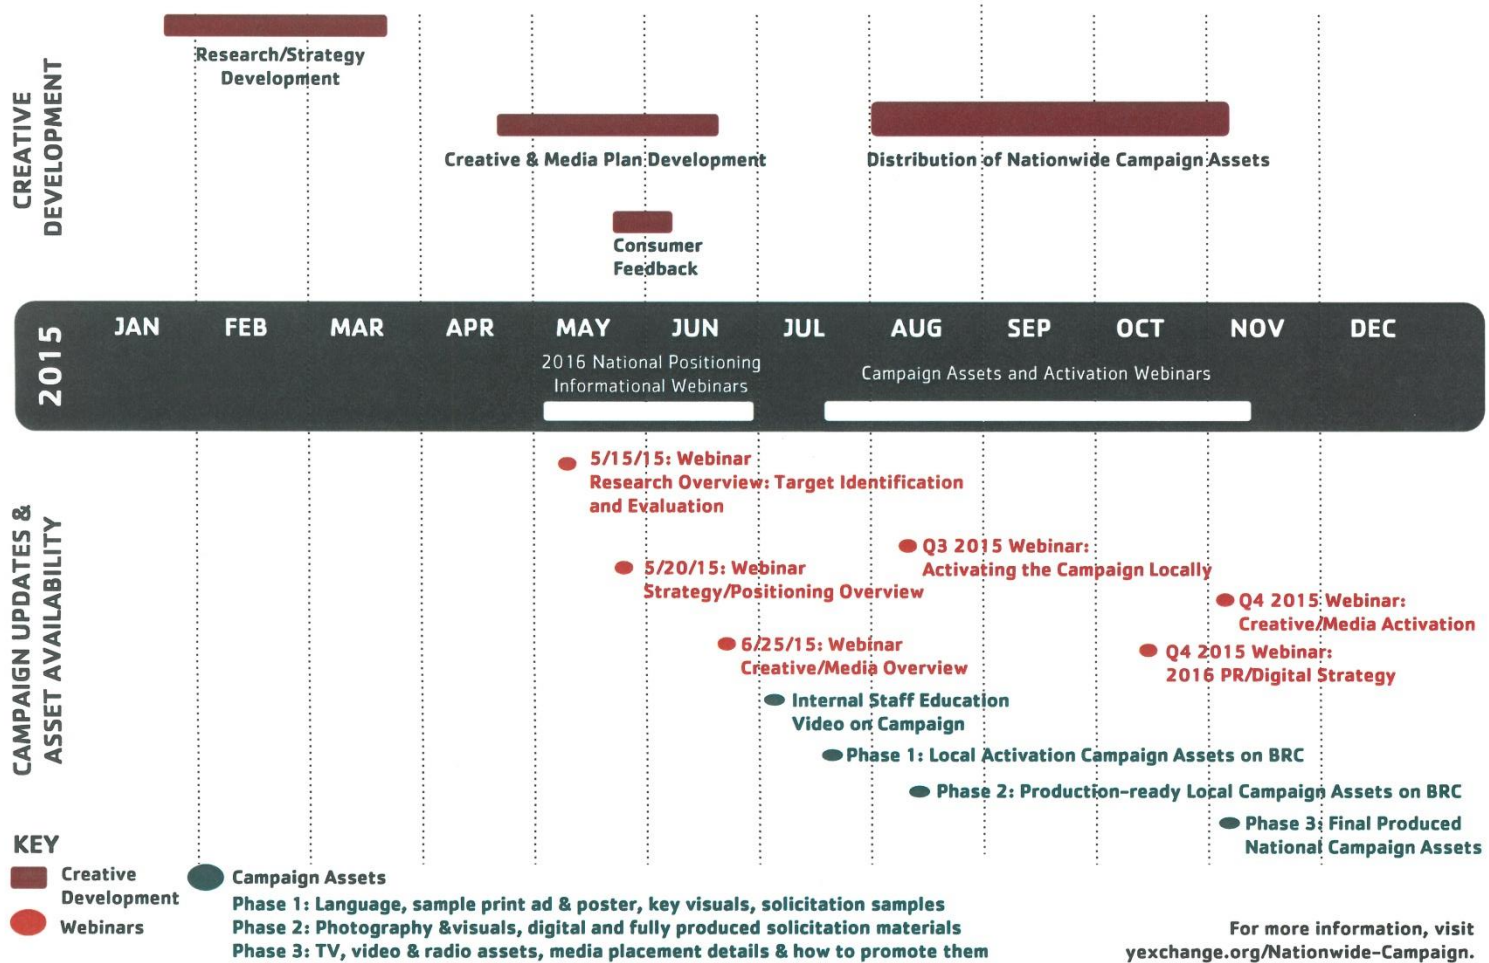 CREATIVE
DEVELOPMENT
Research/Strategy
Development
Creative & Media Plan Development
Distribution of Nationwide Campaign Assets
Consumer
Feedback
2015
JAN FEB MAR APR MAY JUN JUL AUG SEP OCT NOV DEC
2016 National Positioning
Informational Webinars
Campaign Assets and Activation Webinars
CAMPAIGN UPDATES &
ASSET AVAILABILITY
5/15/15: Webinar
Research Overview: Target Identification
and Evaluation
Q3 2015 Webinar:
Activating the Campaign Locally
5/20/15: Webinar
Strategy/Positioning Overview
Q4 2015 Webinar:
Creative/Media Activation
6/25/15: Webinar
Creative/Media Overview
Q4 2015 Webinar:
2016 PR/Digital Strategy
Internal Staff Education
Video on Campaign
Phase 1: Local Activation Campaign Assets on BRC
Phase 2: Production-ready Local Campaign Assets on BRC
Phase 3: Final Produced
National Campaign Assets
KEY
Creative
Development
Webinars
Campaign Assets
Phase 1: Language, sample print ad & poster, key visuals, solicitation samples
Phase 2: Photography &visuals, digital and fully produced solicitation materials
Phase 3: TV, video & radio assets, media placement details & how to promote them
For more information, visit
yexchange.org/Nationwide-Campaign.